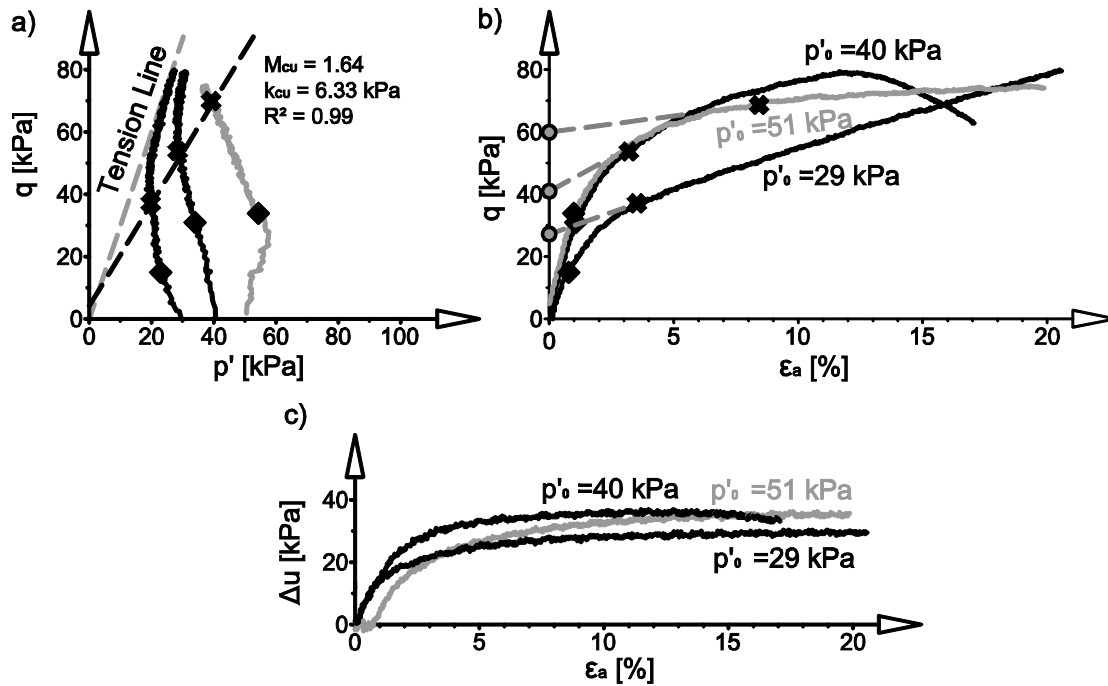 a)
80
60
40
20
0
q [kPa]
Tension Line
Mcu = 1.64
kcu = 6.33 kPa
R² = 0.99
0 20 40 60 80 100
p' [kPa]
b)
80
60
40
20
0
q [kPa]
p'₀ =40 kPa
p'₀ =51 kPa
p'₀ =29 kPa
0 5 10 15 20
εa [%]
c)
40
20
0
Δu [kPa]
p'₀ =40 kPa
p'₀ =51 kPa
p'₀ =29 kPa
0 5 10 15 20
εa [%]